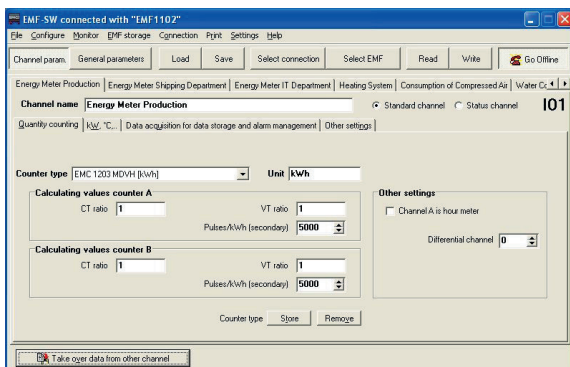 EMF-SW connected with "EMF1102"
File Configure Monitor EMF storage Connection Print Settings Help
Channel param. General parameters Load Save Select connection Select EMF Read Write Go Offline
Energy Meter Production Energy Meter Shipping Department Energy Meter IT Department Heating System Consumption of Compressed Air Water Co
Channel name Energy Meter Production Standard channel Status channel I01
Quantity counting kW, °C,... Data acquisition for data storage and alarm management Other settings
Counter type EMC 1203 MDVH [kWh] Unit kWh
Calculating values counter A Other settings
CT ratio 1 VT ratio 1 Channel A is hour meter
Pulses/kWh (secondary) 5000 Differential channel 0
Calculating values counter B
CT ratio 1 VT ratio 1
Pulses/kWh (secondary) 5000
Counter type Store Remove
Take over data from other channel